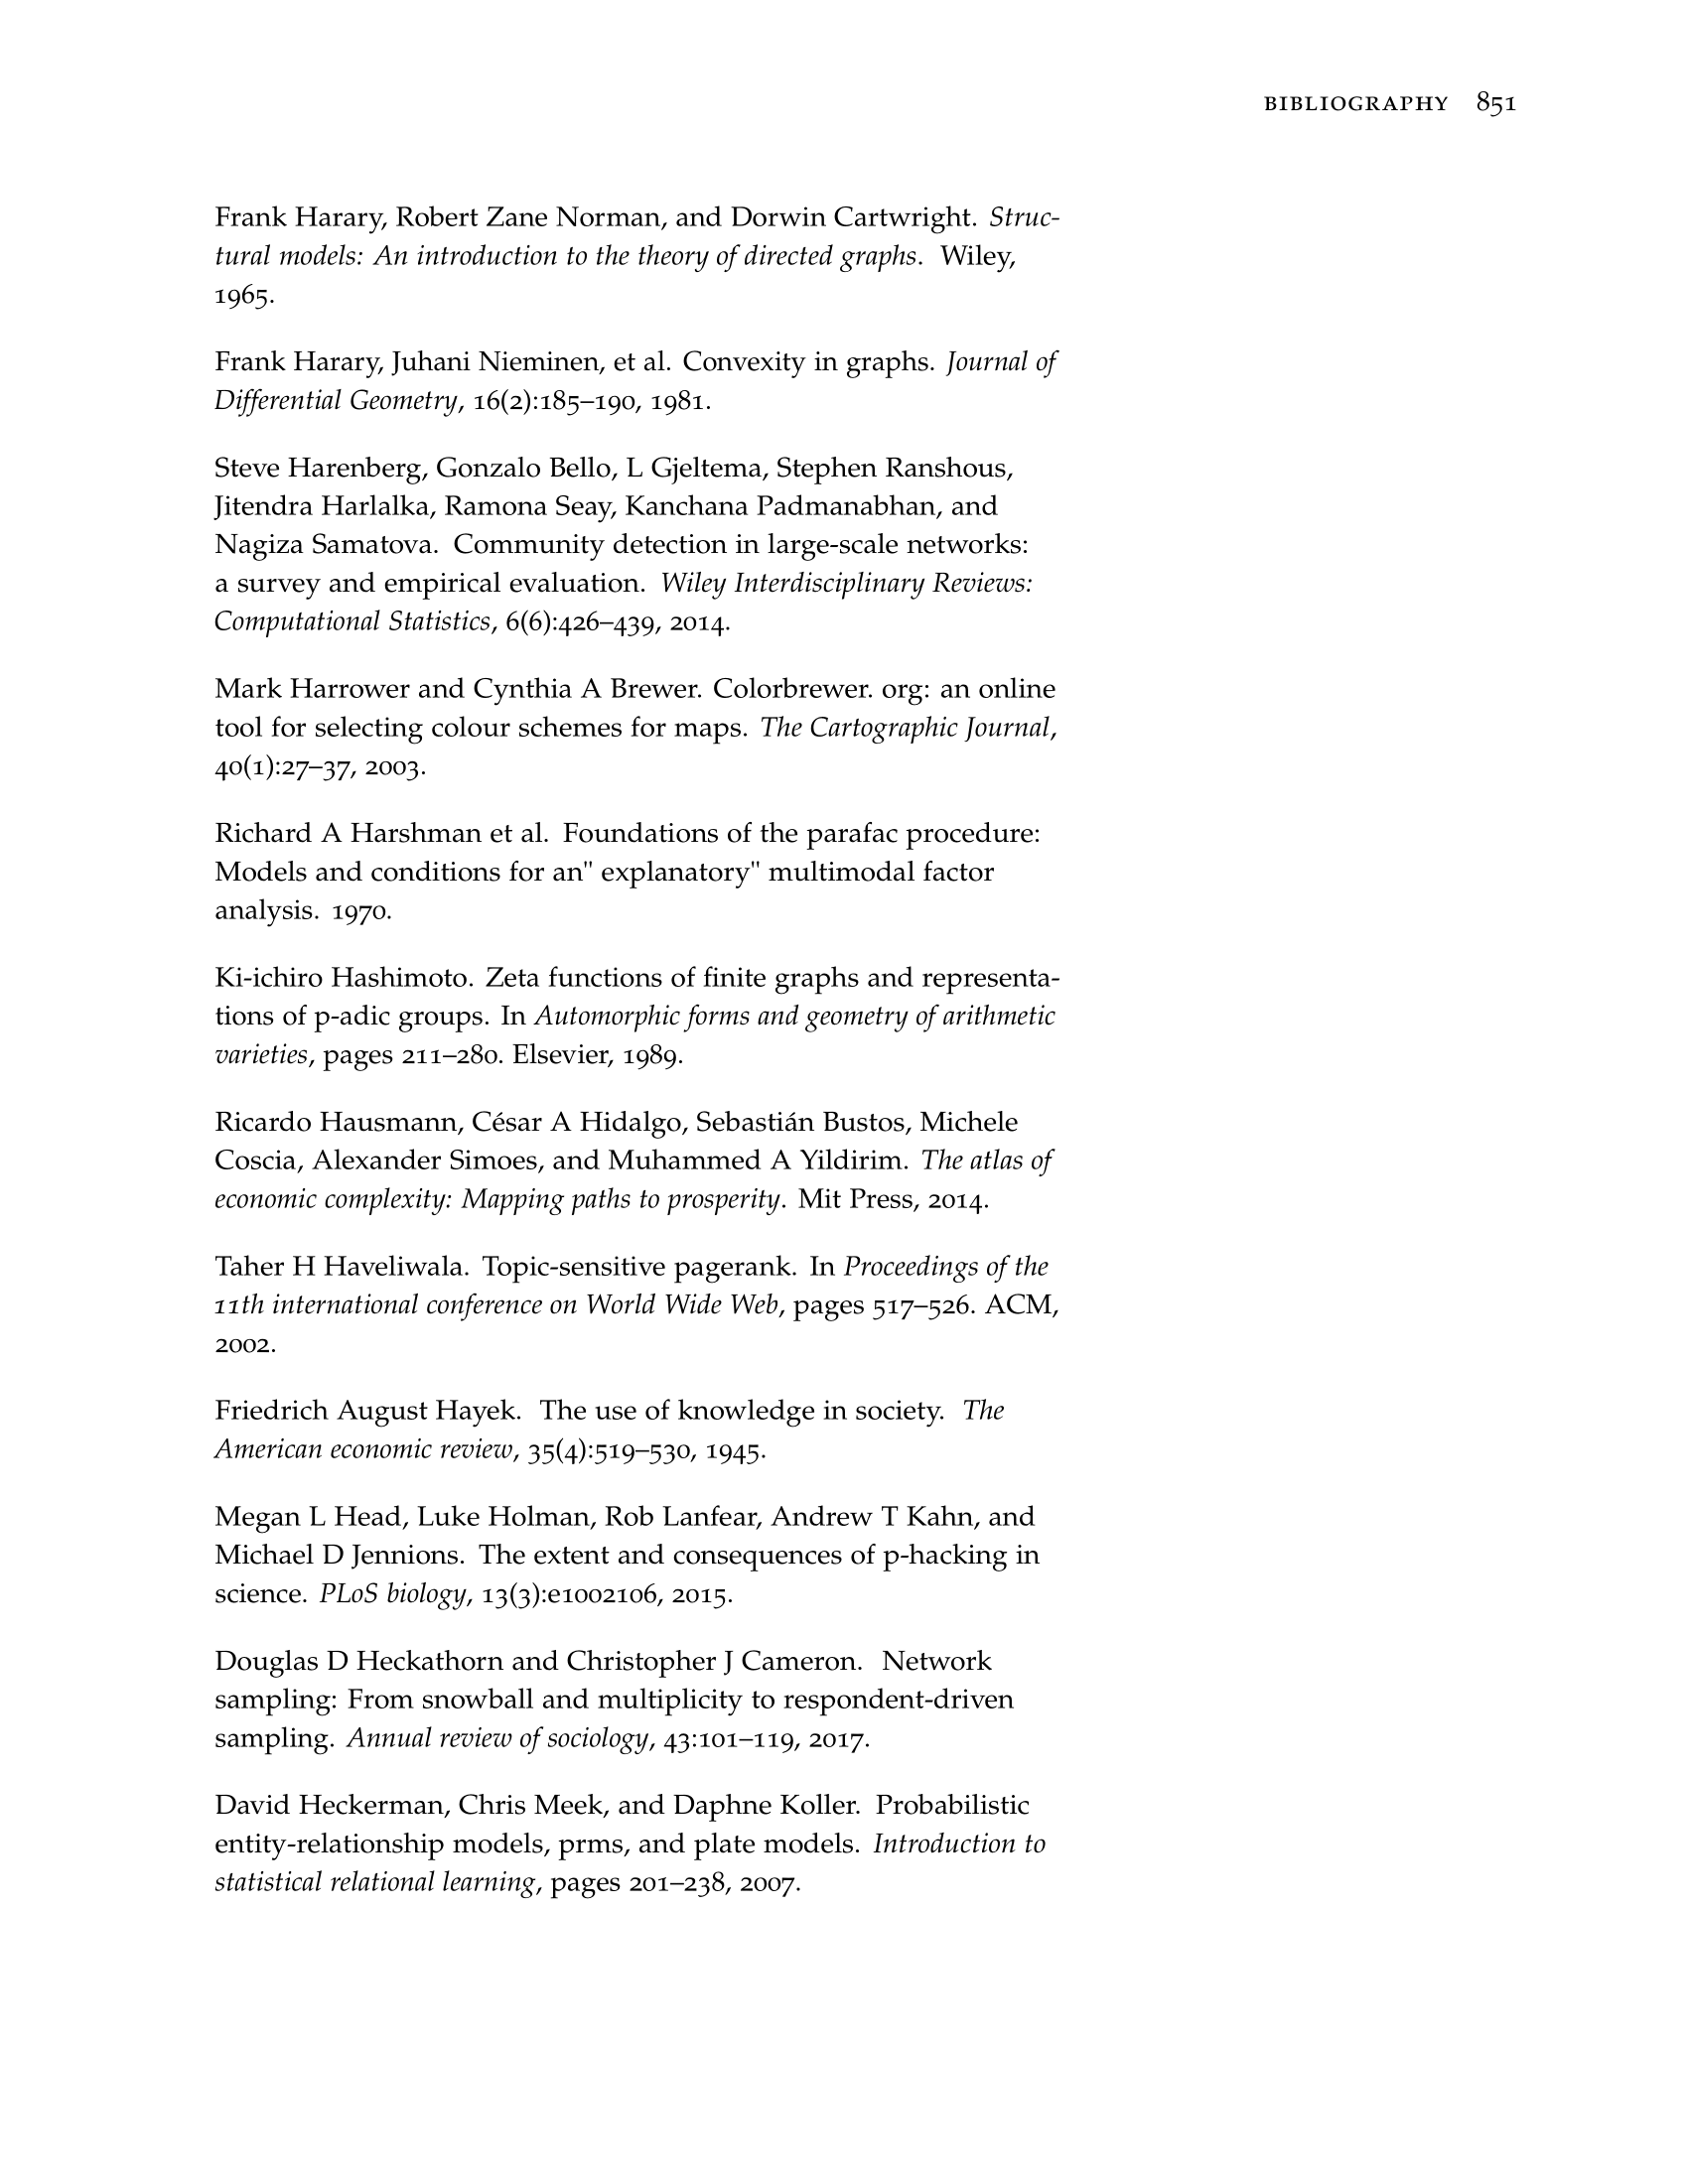 BIBLIOGRAPHY 851
Frank Harary, Robert Zane Norman, and Dorwin Cartwright. Struc-
tural models: An introduction to the theory of directed graphs. Wiley,
1965.
Frank Harary, Juhani Nieminen, et al. Convexity in graphs. Journal of
Differential Geometry, 16(2):185–190, 1981.
Steve Harenberg, Gonzalo Bello, L Gjeltema, Stephen Ranshous,
Jitendra Harlalka, Ramona Seay, Kanchana Padmanabhan, and
Nagiza Samatova. Community detection in large-scale networks:
a survey and empirical evaluation. Wiley Interdisciplinary Reviews:
Computational Statistics, 6(6):426–439, 2014.
Mark Harrower and Cynthia A Brewer. Colorbrewer. org: an online
tool for selecting colour schemes for maps. The Cartographic Journal,
40(1):27–37, 2003.
Richard A Harshman et al. Foundations of the parafac procedure:
Models and conditions for an" explanatory" multimodal factor
analysis. 1970.
Ki-ichiro Hashimoto. Zeta functions of finite graphs and representa-
tions of p-adic groups. In Automorphic forms and geometry of arithmetic
varieties, pages 211–280. Elsevier, 1989.
Ricardo Hausmann, César A Hidalgo, Sebastián Bustos, Michele
Coscia, Alexander Simoes, and Muhammed A Yildirim. The atlas of
economic complexity: Mapping paths to prosperity. Mit Press, 2014.
Taher H Haveliwala. Topic-sensitive pagerank. In Proceedings of the
11th international conference on World Wide Web, pages 517–526. ACM,
2002.
Friedrich August Hayek. The use of knowledge in society. The
American economic review, 35(4):519–530, 1945.
Megan L Head, Luke Holman, Rob Lanfear, Andrew T Kahn, and
Michael D Jennions. The extent and consequences of p-hacking in
science. PLoS biology, 13(3):e1002106, 2015.
Douglas D Heckathorn and Christopher J Cameron. Network
sampling: From snowball and multiplicity to respondent-driven
sampling. Annual review of sociology, 43:101–119, 2017.
David Heckerman, Chris Meek, and Daphne Koller. Probabilistic
entity-relationship models, prms, and plate models. Introduction to
statistical relational learning, pages 201–238, 2007.